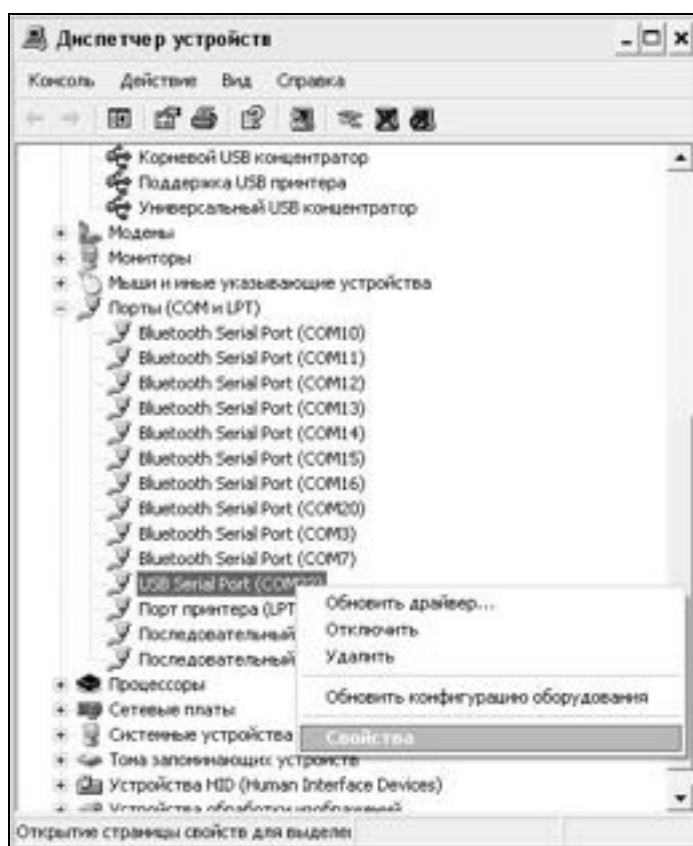 Диспетчер устройств
Консоль Действие Вид Справка
Корневой USB концентратор
Поддержка USB принтера
Универсальный USB концентратор
Модемы
Мониторы
Мыши и иные указывающие устройства
Порты (COM и LPT)
Bluetooth Serial Port (COM10)
Bluetooth Serial Port (COM11)
Bluetooth Serial Port (COM12)
Bluetooth Serial Port (COM13)
Bluetooth Serial Port (COM14)
Bluetooth Serial Port (COM15)
Bluetooth Serial Port (COM16)
Bluetooth Serial Port (COM20)
Bluetooth Serial Port (COM3)
Bluetooth Serial Port (COM7)
USB Serial Port
Порт принтера (LPT
Последовательный
Последовательный
Обновить драйвер...
Отключить
Удалить
Обновить конфигурацию оборудования
Свойства
Процессоры
Сетевые платы
Системные устройства
Тома запоминающих устройств
Устройства HID (Human Interface Devices)
Устройства обработки изображений
Открытие страницы свойств для выделен